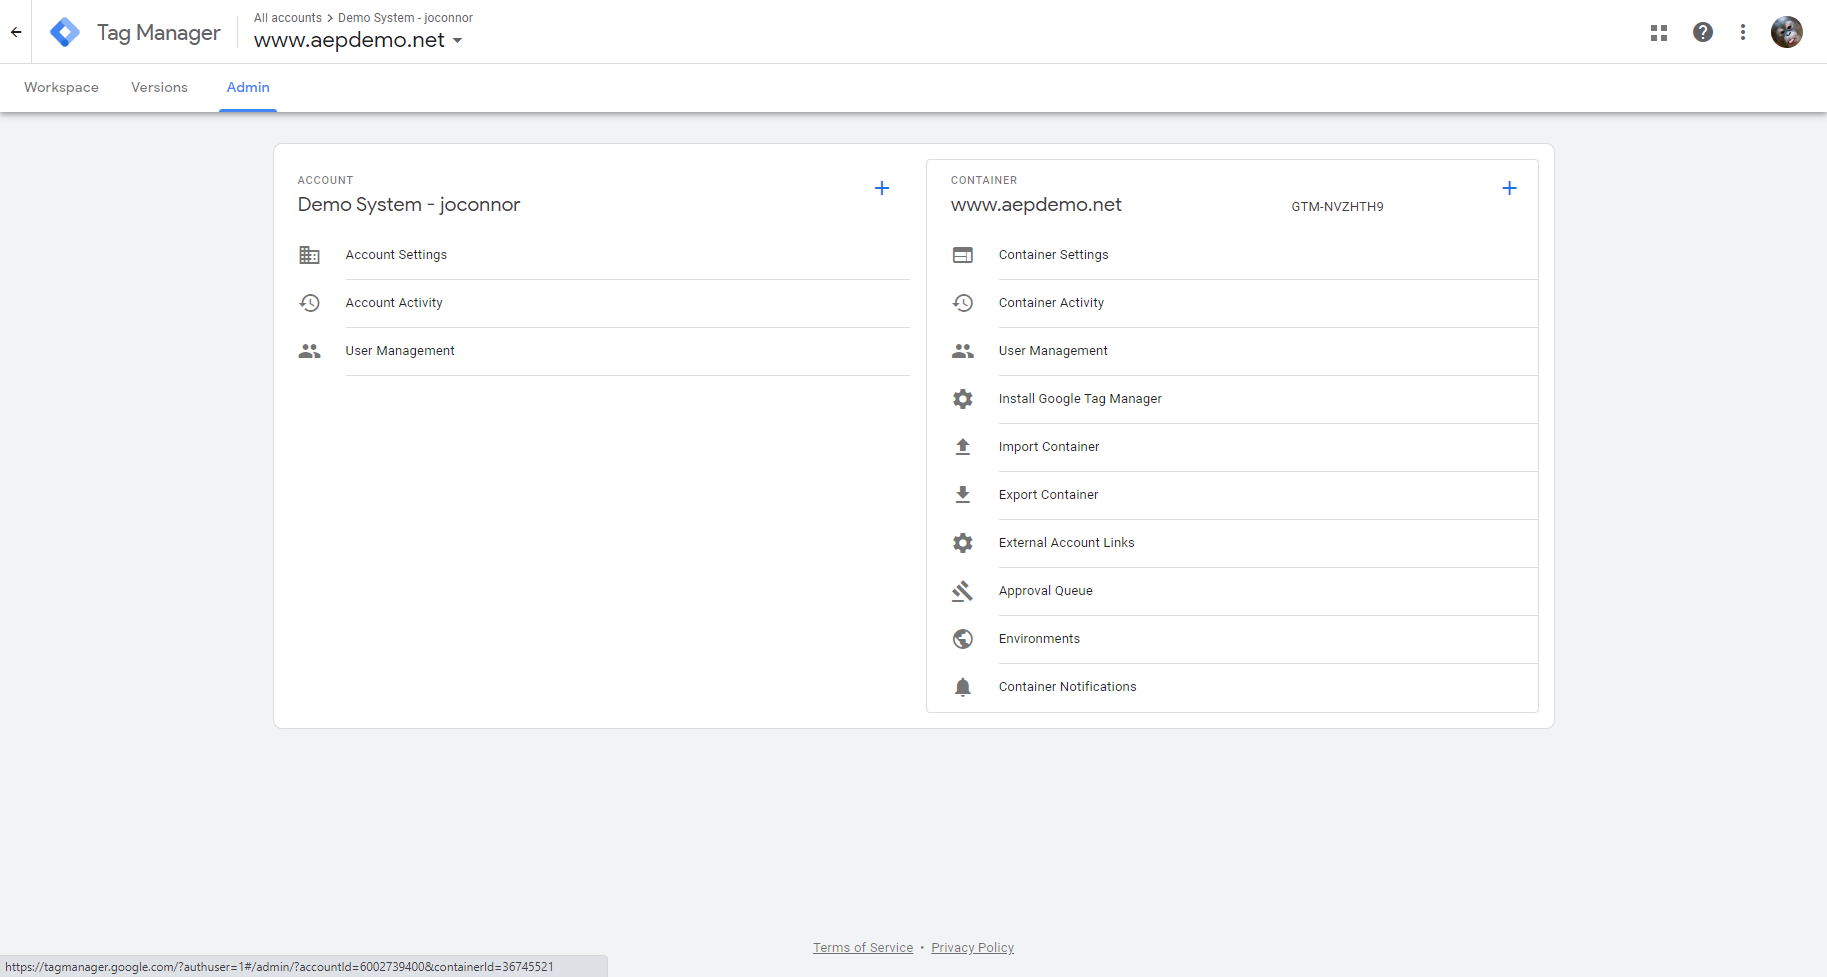 Tag Manager
All accounts > Demo System - joconnor
www.aepdemo.net
Workspace Versions Admin
ACCOUNT
Demo System - joconnor
Account Settings
Account Activity
User Management
CONTAINER
www.aepdemo.net GTM-NVZHTH9
Container Settings
Container Activity
User Management
Install Google Tag Manager
Import Container
Export Container
External Account Links
Approval Queue
Environments
Container Notifications
Terms of Service • Privacy Policy
https://tagmanager.google.com/?authuser=1#/admin/?accountId=6002739400&containerId=36745521